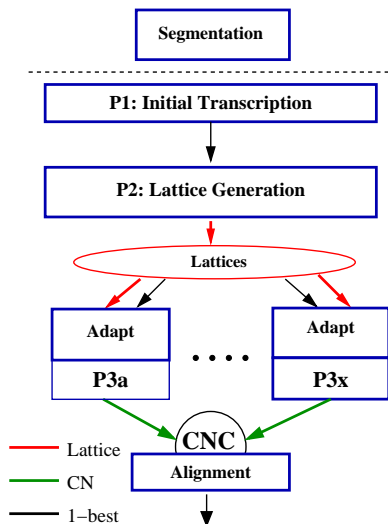 Segmentation
P1: Initial Transcription
P2: Lattice Generation
Lattices
Adapt
Adapt
P3a
P3x
CNC
Alignment
Lattice
CN
1-best